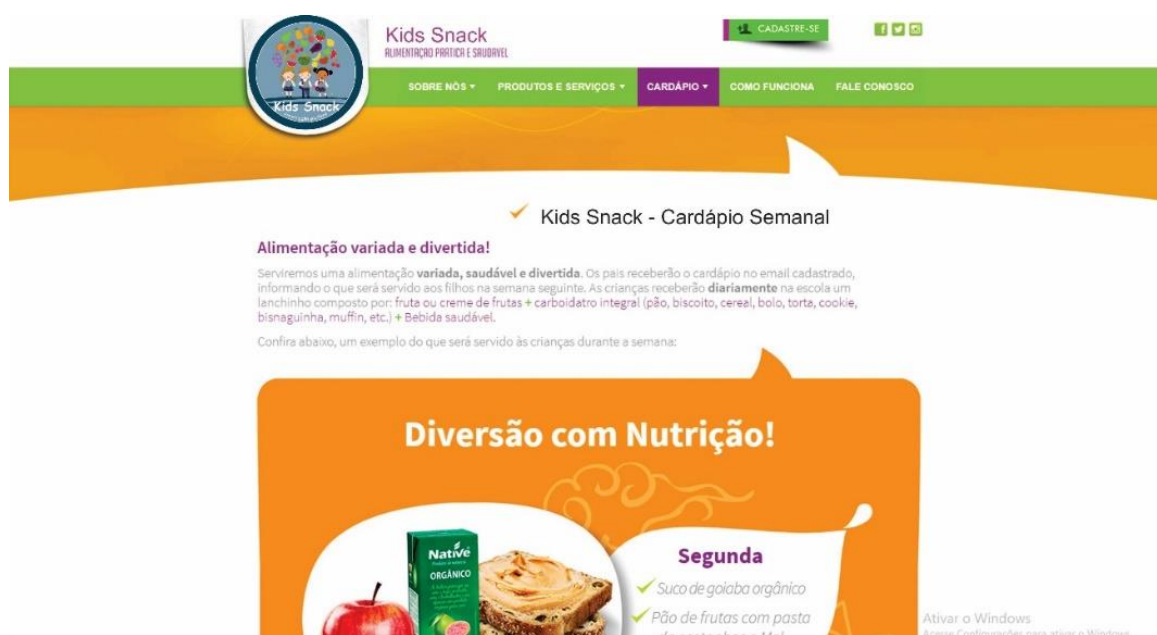 Kids Snack
ALIMENTAÇÃO PRATICA E SAUDAVEL
CADASTRE-SE
Kids Snack
SOBRE NÓS
PRODUTOS E SERVIÇOS
CARDÁPIO
COMO FUNCIONA
FALE CONOSCO
Kids Snack - Cardápio Semanal
Alimentação variada e divertida!
Serviremos uma alimentação variada, saudável e divertida. Os pais receberão o cardápio no email cadastrado,
informando o que será servido aos filhos na semana seguinte. As crianças receberão diariamente na escola um
lanchinho composto por: fruta ou creme de frutas + carboidatro integral (pão, biscoito, cereal, bolo, torta, cookie,
bisnaguinha, muffin, etc.) + Bebida saudável.
Confira abaixo, um exemplo do que será servido às crianças durante a semana:
Diversão com Nutrição!
Native
ORGÂNICO
Segunda
Suco de goiaba orgânico
Pão de frutas com pasta
Ativar o Windows